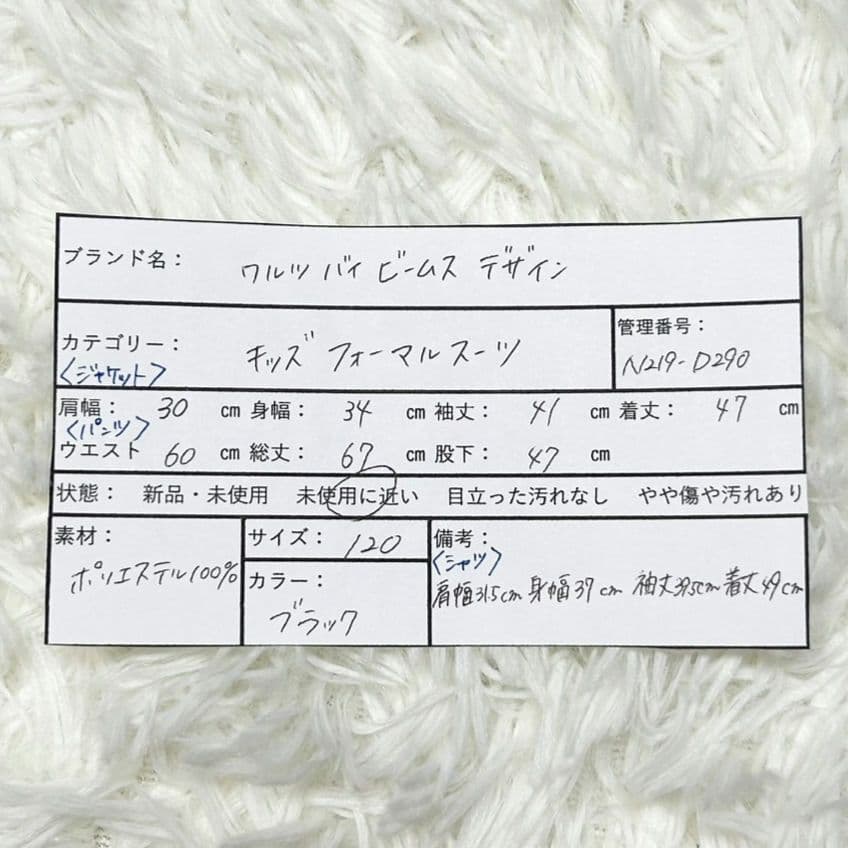 ブランド名： ワルツ バイ ビームス デザイン
カテゴリー： キッズ フォーマルスーツ
管理番号：
N219-D290
〈ジャケット〉
肩幅： 30 cm 身幅： 34 cm 袖丈： 41 cm 着丈： 47 cm
〈パンツ〉
ウエスト 60 cm 総丈： 67 cm 股下： 47 cm
状態： 新品・未使用 未使用に近い 目立った汚れなし やや傷や汚れあり
素材：
ポリエステル100%
サイズ： 120
カラー：
ブラック
備考：
〈シャツ〉
肩幅31.5cm 身幅37cm 袖丈39.5cm 着丈49cm